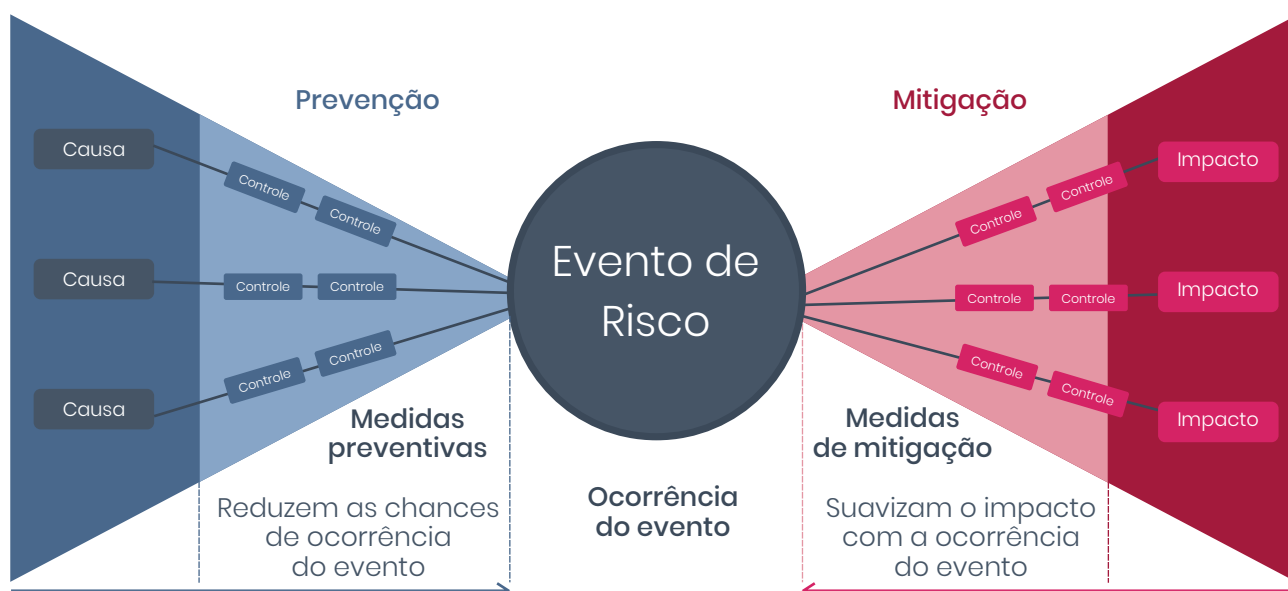 Prevenção
Mitigação
Causa
Controle
Controle
Controle
Controle
Impacto
Evento de
Risco
Causa
Controle
Controle
Controle
Controle
Impacto
Causa
Controle
Controle
Controle
Controle
Impacto
Medidas
preventivas
Medidas
de mitigação
Ocorrência
do evento
Reduzem as chances
de ocorrência
do evento
Suavizam o impacto
com a ocorrência
do evento